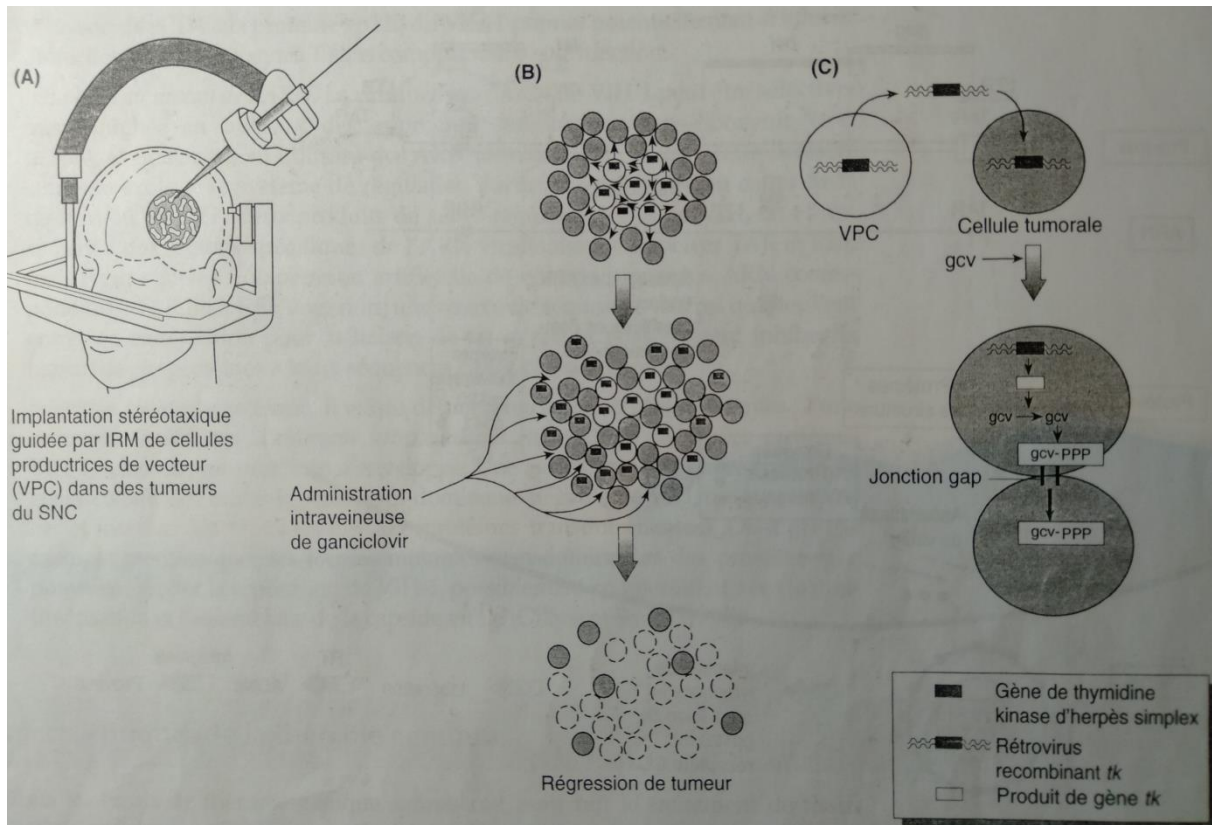 (A)
Implantation stéréotaxique
guidée par IRM de cellules
productrices de vecteur
(VPC) dans des tumeurs
du SNC
(B)
Administration
intraveineuse
de ganciclovir
Régression de tumeur
(C)
VPC
Cellule tumorale
gcv
gcv
gcv
gcv-PPP
Jonction gap
gcv-PPP
Gène de thymidine
kinase d'herpès simplex
Rétrovirus
recombinant tk
Produit de gène tk